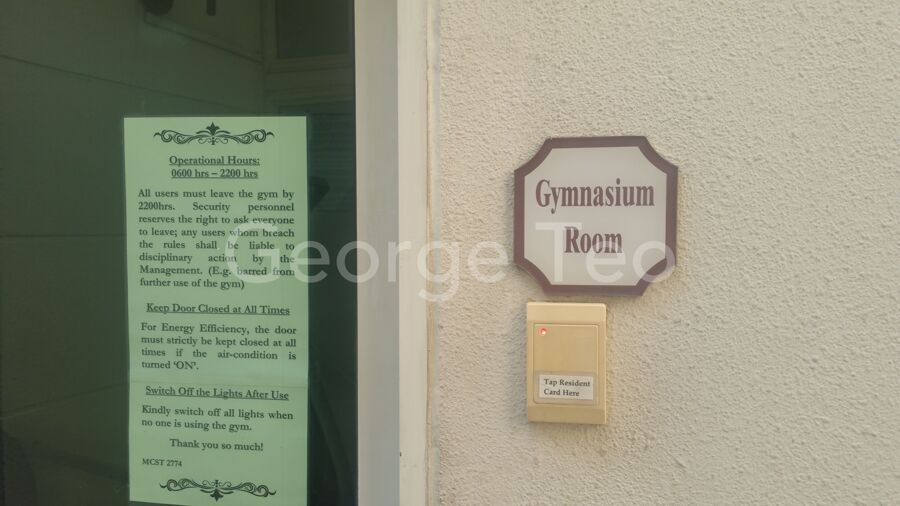 Operational Hours:
0600 hrs – 2200 hrs
All users must leave the gym by
2200hrs. Security personnel
reserves the right to ask everyone
to leave; any users whom breach
the rules shall be liable to
disciplinary action by the
Management. (E.g. barred from
further use of the gym)
Keep Door Closed at All Times
For Energy Efficiency, the door
must strictly be kept closed at all
times if the air-condition is
turned ‘ON’.
Switch Off the Lights After Use
Kindly switch off all lights when
no one is using the gym.
Thank you so much!
MCST 2774
Gymnasium
Room
Tap Resident
Card Here
George Teo